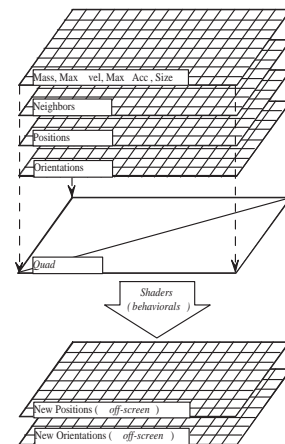 Mass, Max vel, Max Acc , Size
Neighbors
Positions
Orientations
Quad
Shaders
(behaviorals )
New Positions ( off-screen )
New Orientations ( off-screen )